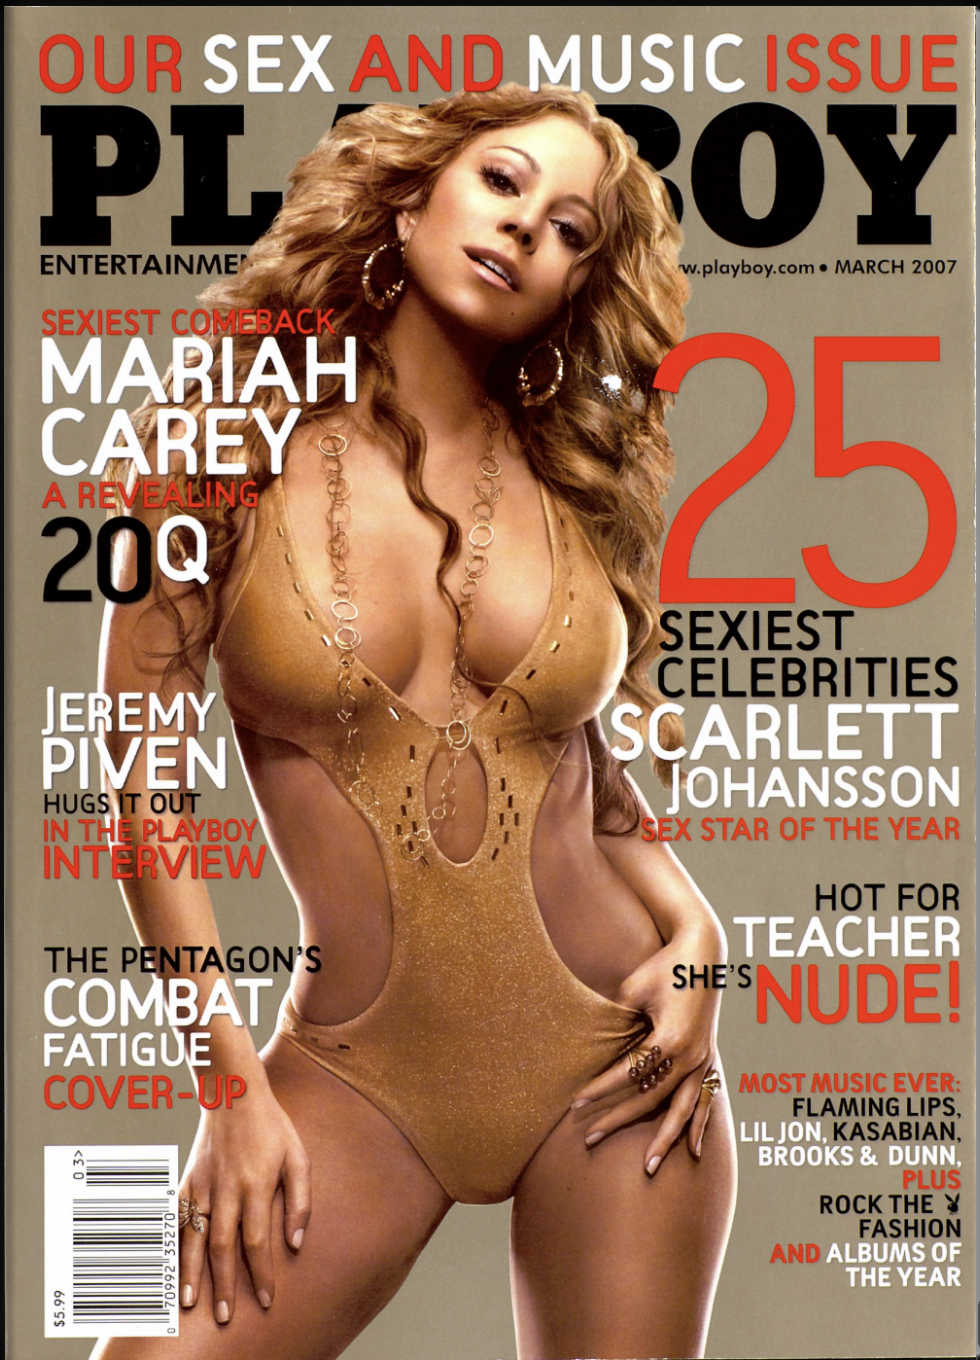 OUR SEX AND MUSIC ISSUE
PLAYBOY
ENTERTAINMEN
w.playboy.com • MARCH 2007
SEXIEST COMEBACK
MARIAH
CAREY
A REVEALING
20Q
JEREMY
PIVEN
HUGS IT OUT
IN THE PLAYBOY
INTERVIEW
THE PENTAGON'S
COMBAT
FATIGUE
COVER-UP
25
SEXIEST
CELEBRITIES
SCARLETT
JOHANSSON
SEX STAR OF THE YEAR
HOT FOR
TEACHER
SHE'S NUDE!
MOST MUSIC EVER:
FLAMING LIPS,
LIL JON, KASABIAN,
BROOKS & DUNN,
PLUS
ROCK THE
FASHION
AND ALBUMS OF
THE YEAR
$5.99
0 70992 35270 8
03>